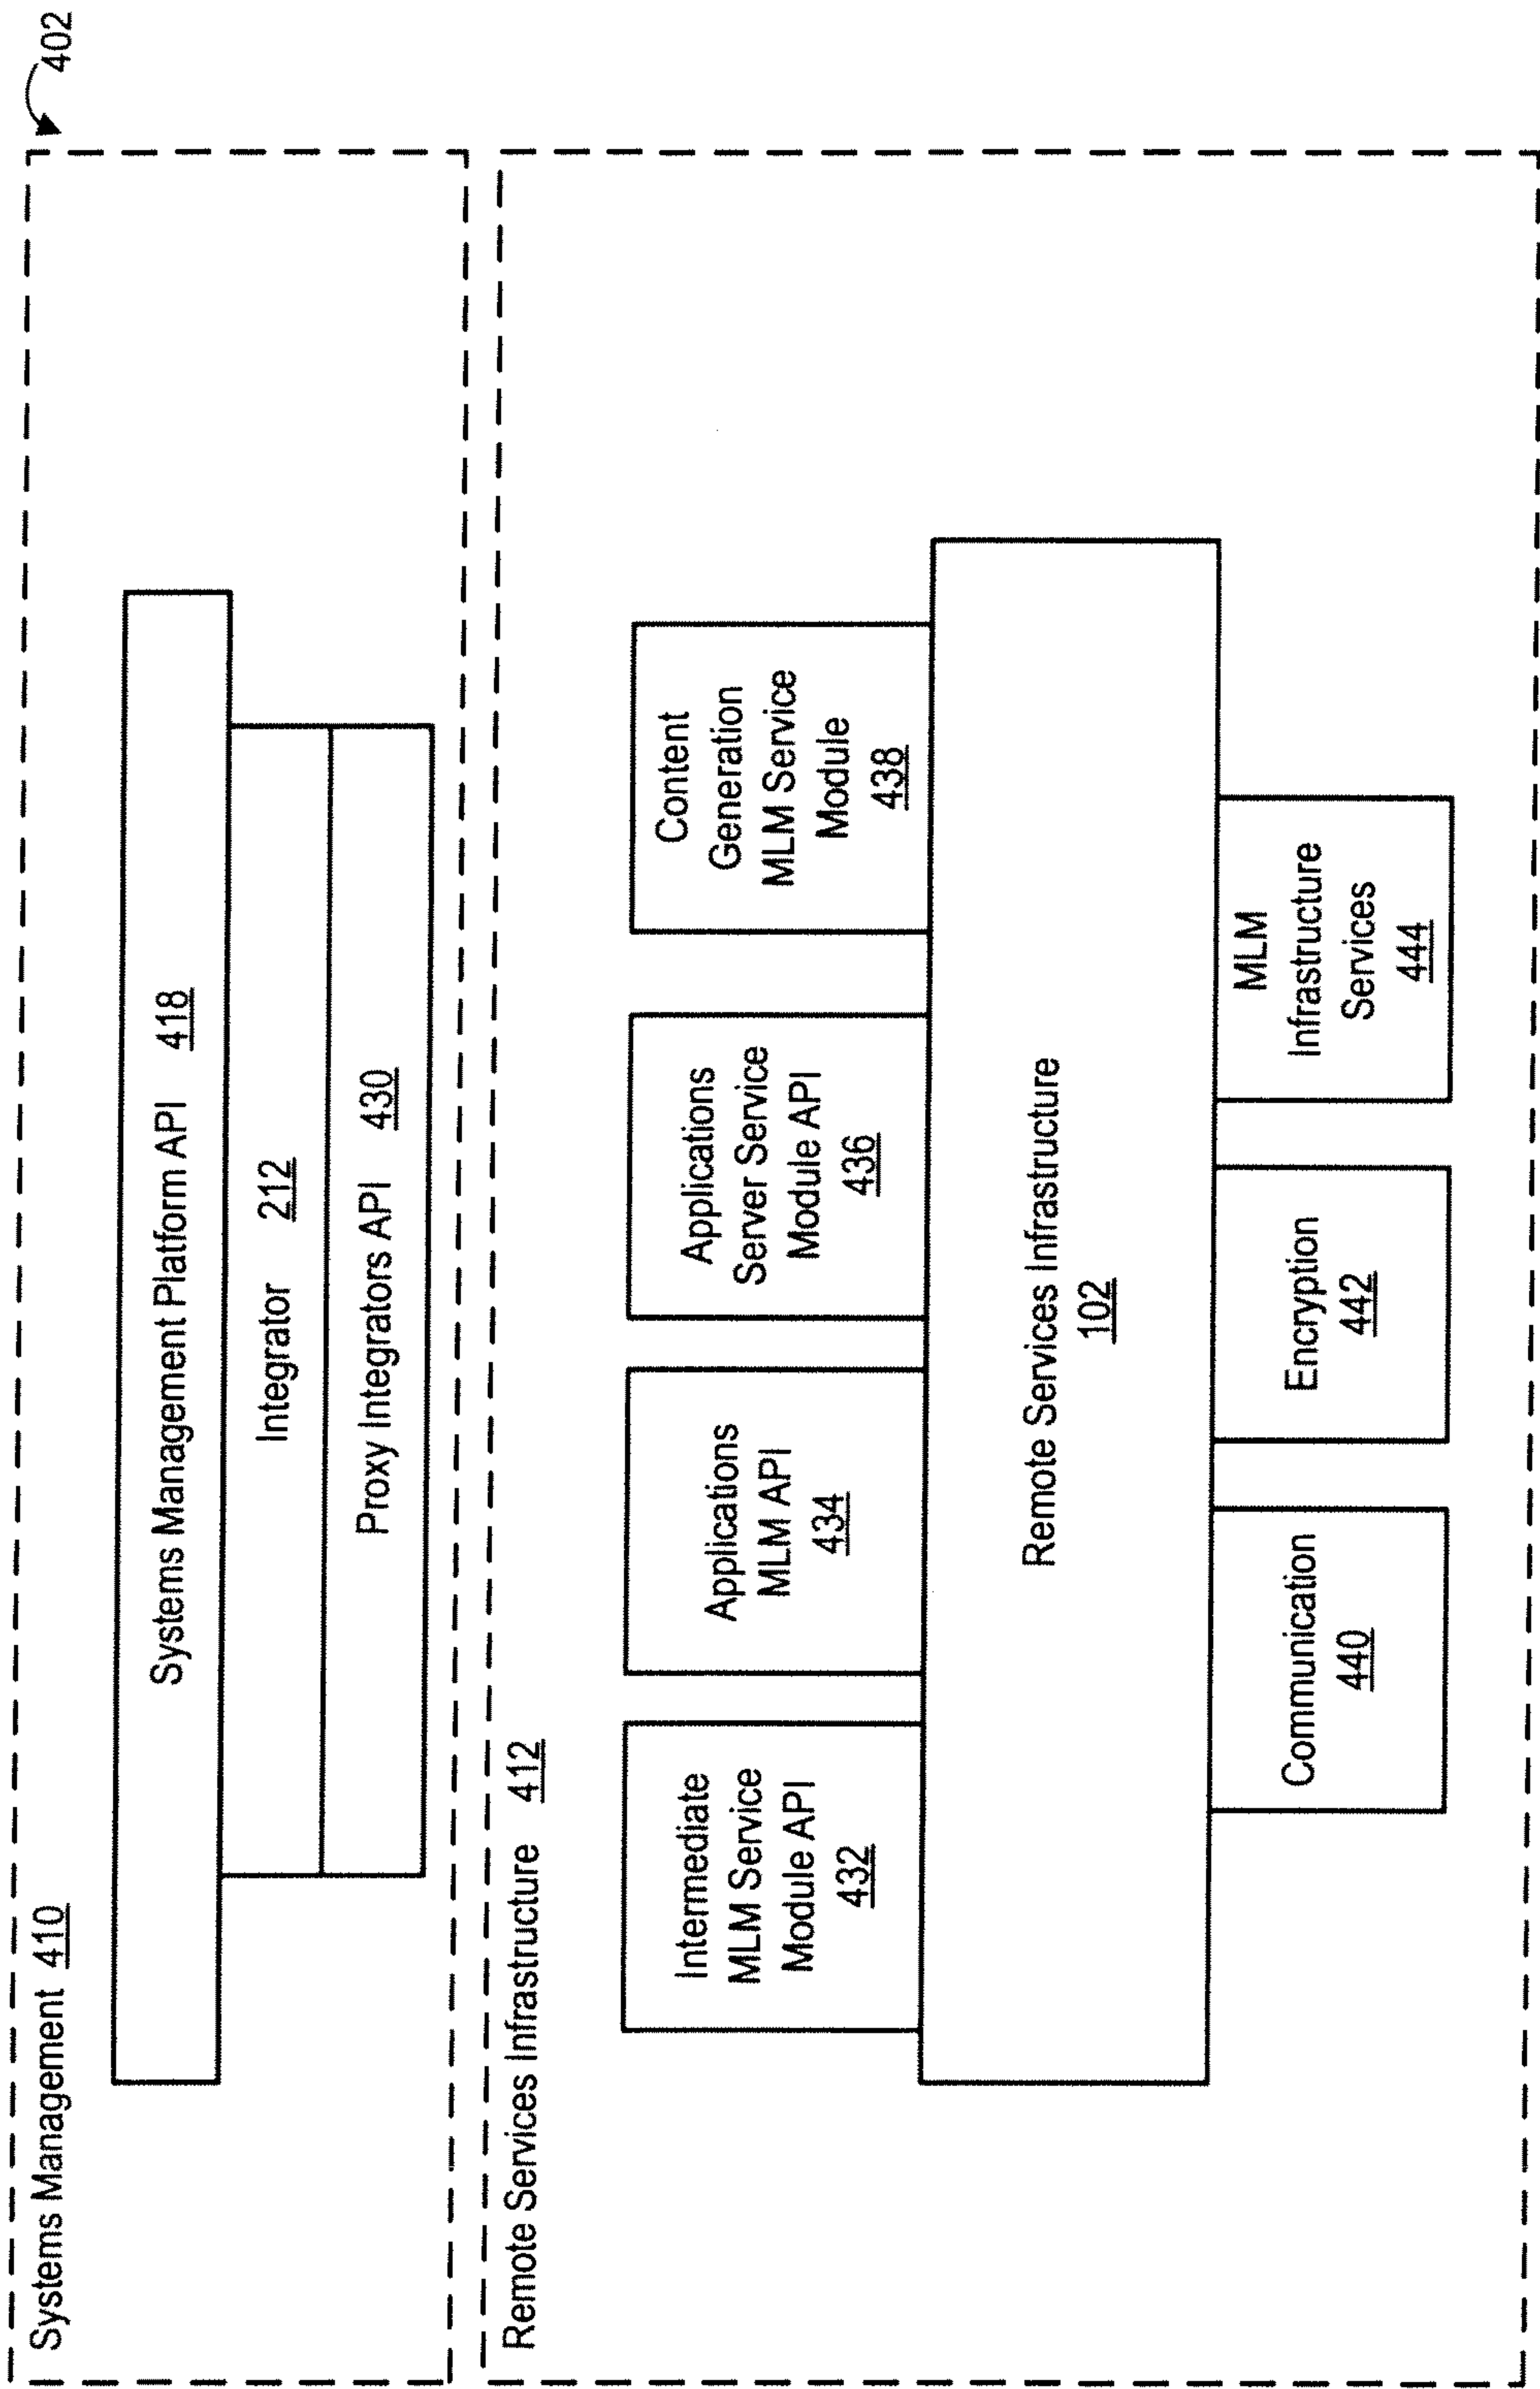 402
Systems Management 410
Systems Management Platform API 418
Integrator 212
Proxy Integrators API 430
Remote Services Infrastructure 412
Intermediate
MLM Service
Module API
432
Applications
MLM API
434
Applications
Server Service
Module API
436
Content
Generation
MLM Service
Module
438
Remote Services Infrastructure
102
Communication
440
Encryption
442
MLM
Infrastructure
Services
444